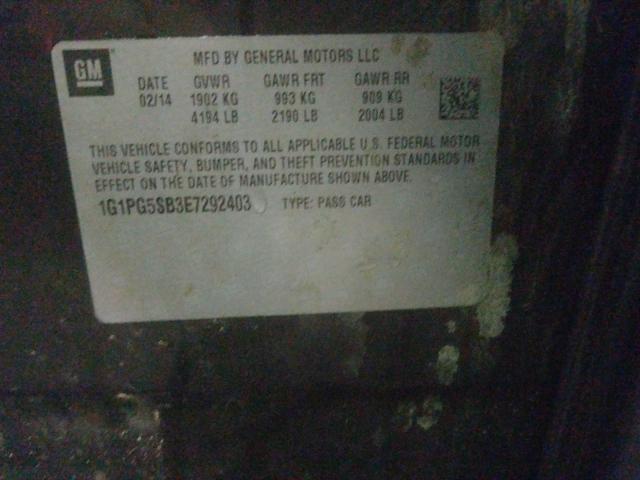 GM
MFD BY GENERAL MOTORS LLC
DATE GVWR GAWR FRT GAWR RR
02/14 1902 KG 993 KG 909 KG
4194 LB 2190 LB 2004 LB
THIS VEHICLE CONFORMS TO ALL APPLICABLE U.S. FEDERAL MOTOR
VEHICLE SAFETY, BUMPER, AND THEFT PREVENTION STANDARDS IN
EFFECT ON THE DATE OF MANUFACTURE SHOWN ABOVE.
1G1PG5SB3E7292403 TYPE: PASS CAR